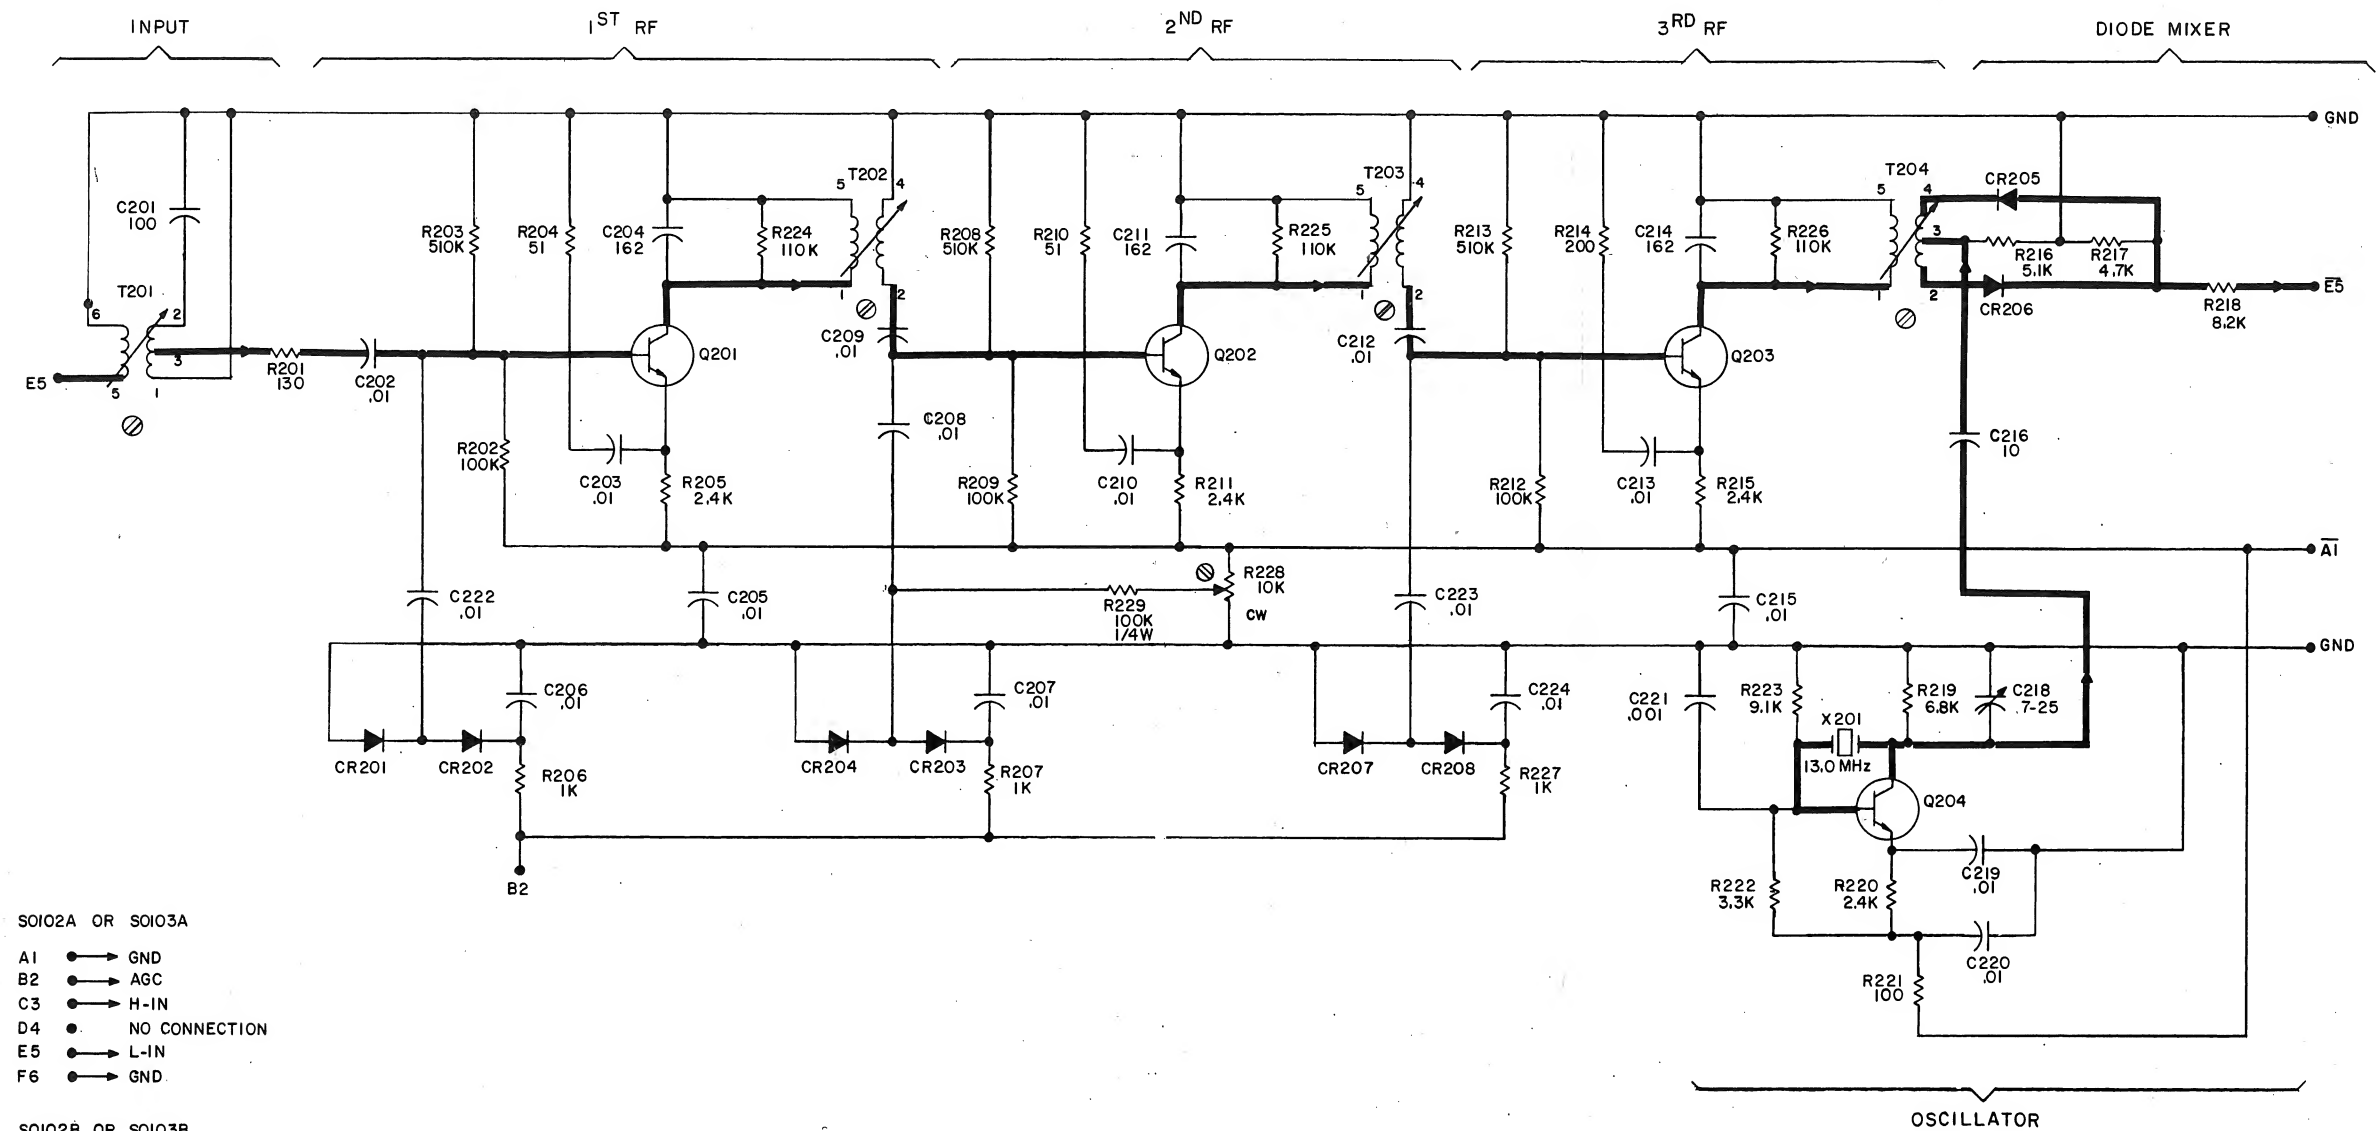 INPUT
1ST RF
2ND RF
3RD RF
DIODE MIXER
GND
C201
100
R203
510K
R204
51
C204
162
R224
110K
5
T202
4
1
2
R208
510K
R210
51
C211
162
R225
110K
5
T203
4
1
2
R213
510K
R214
200
C214
162
R226
110K
5
T204
4
3
1
2
CR205
R216
5.1K
R217
4.7K
CR206
R218
8.2K
E5
T201
6
2
3
5
1
E5
R201
130
C202
.01
Q201
C209
.01
Q202
C212
.01
Q203
R202
100K
C203
.01
R205
2.4K
C208
.01
R209
100K
C210
.01
R211
2.4K
R212
100K
C213
.01
R215
2.4K
C216
10
A1
C222
.01
C205
.01
R229
100K
1/4W
R228
10K
CW
C223
.01
C215
.01
GND
C206
.01
C207
.01
C224
.01
C221
.001
R223
9.1K
X201
13.0 MHz
R219
6.8K
C218
.7-25
CR201
CR202
R206
1K
CR204
CR203
R207
1K
CR207
CR208
R227
1K
Q204
B2
C219
.01
R222
3.3K
R220
2.4K
C220
.01
R221
100
OSCILLATOR
SO102A OR SO103A
A1 GND
B2 AGC
C3 H-IN
D4 NO CONNECTION
E5 L-IN
F6 GND
SO102B OR SO103B